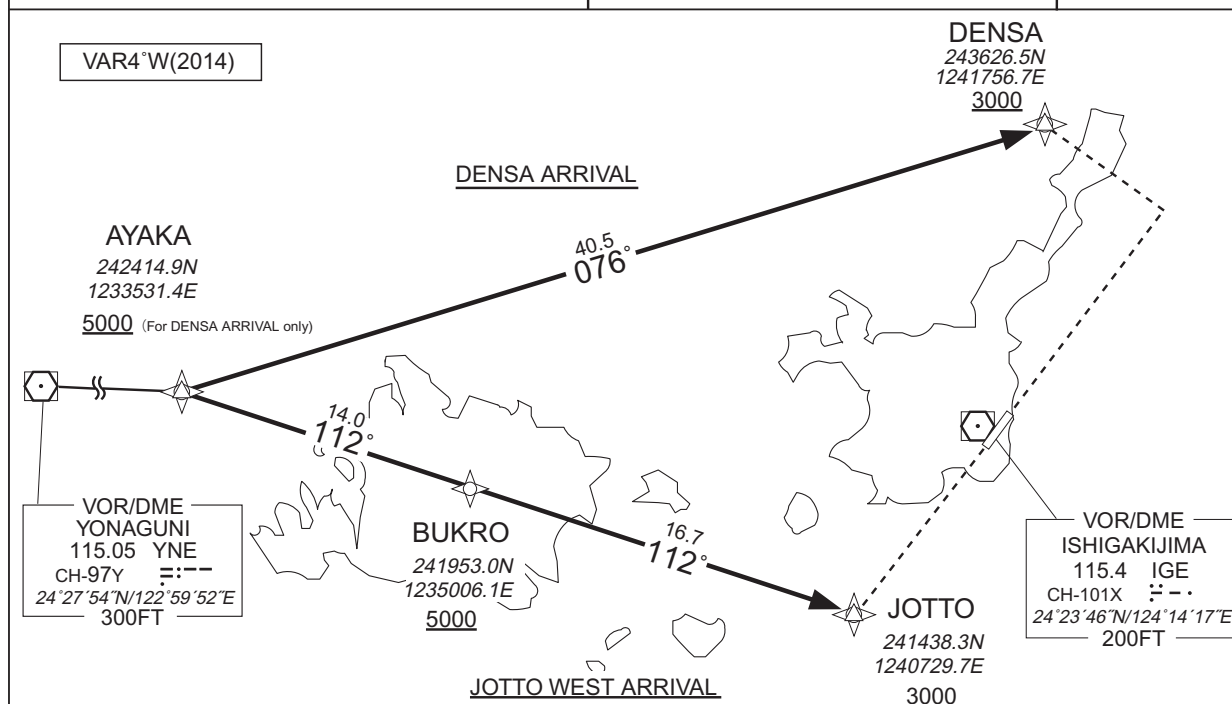 VAR4°W(2014)
DENSA
243626.5N
1241756.7E
3000
DENSA ARRIVAL
40.5
076°
AYAKA
242414.9N
1233531.4E
5000 (For DENSA ARRIVAL only)
14.0
112°
BUKRO
241953.0N
1235006.1E
5000
16.7
112°
JOTTO
241438.3N
1240729.7E
3000
JOTTO WEST ARRIVAL
VOR/DME
YONAGUNI
115.05 YNE
CH-97Y
24°27´54˝N/122°59´52˝E
300FT
VOR/DME
ISHIGAKIJIMA
115.4 IGE
CH-101X
24°23´46˝N/124°14´17˝E
200FT